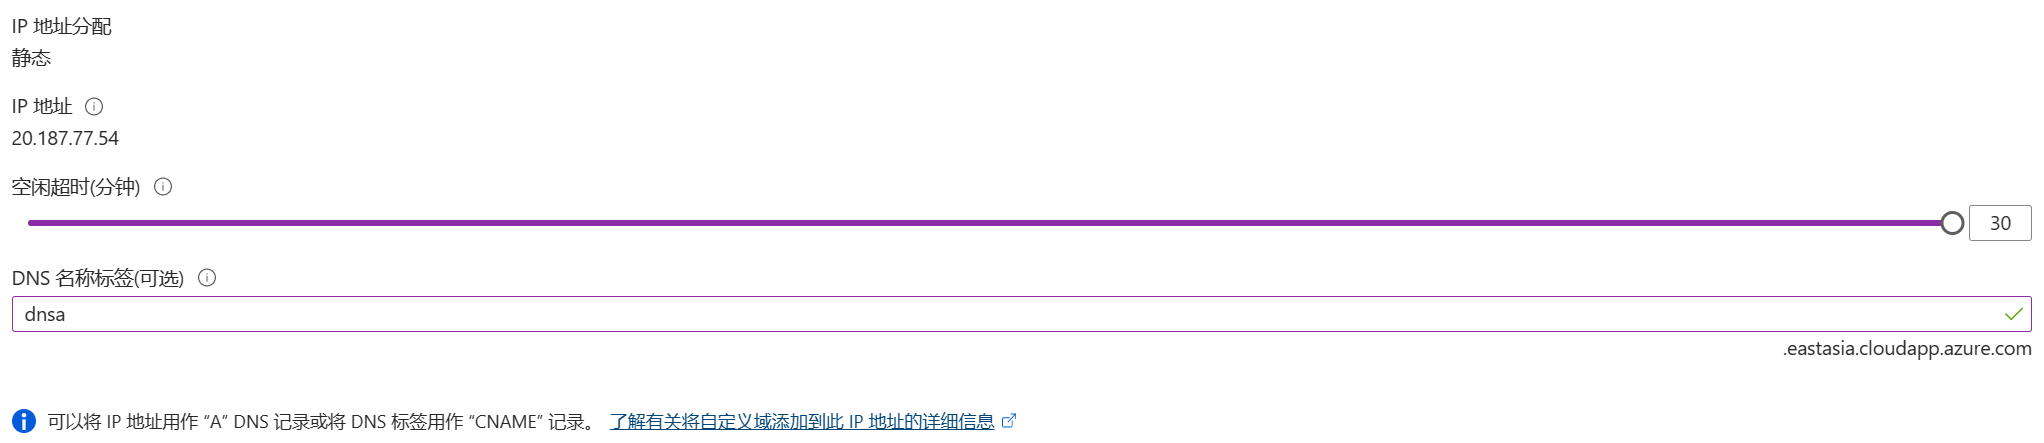 IP 地址分配
静态
IP 地址
20.187.77.54
空闲超时(分钟)
30
DNS 名称标签(可选)
dnsa
.eastasia.cloudapp.azure.com
可以将 IP 地址用作 “A” DNS 记录或将 DNS 标签用作 “CNAME” 记录。 了解有关将自定义域添加到此 IP 地址的详细信息